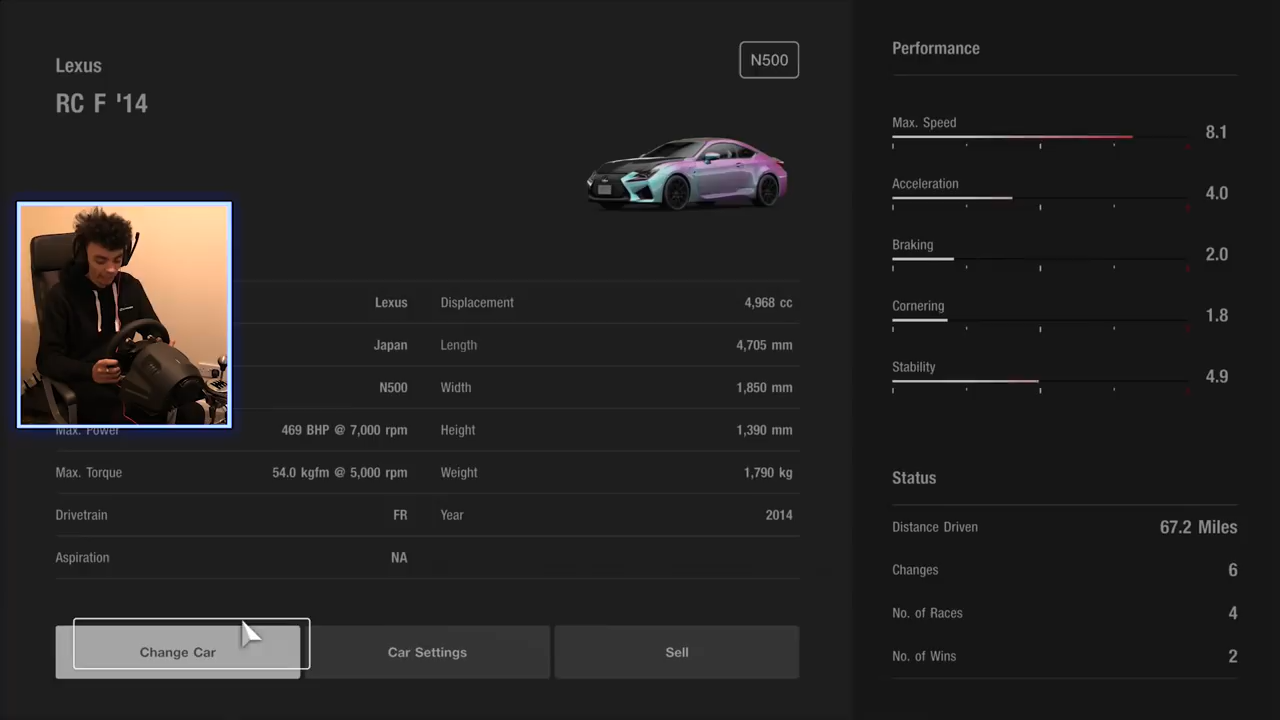 Lexus
RC F '14
N500
Lexus
Japan
N500
Max. Power 469 BHP @ 7,000 rpm
Max. Torque 54.0 kgfm @ 5,000 rpm
Drivetrain FR
Aspiration NA
Displacement 4,968 cc
Length 4,705 mm
Width 1,850 mm
Height 1,390 mm
Weight 1,790 kg
Year 2014
Change Car
Car Settings
Sell
Performance
Max. Speed 8.1
Acceleration 4.0
Braking 2.0
Cornering 1.8
Stability 4.9
Status
Distance Driven 67.2 Miles
Changes 6
No. of Races 4
No. of Wins 2